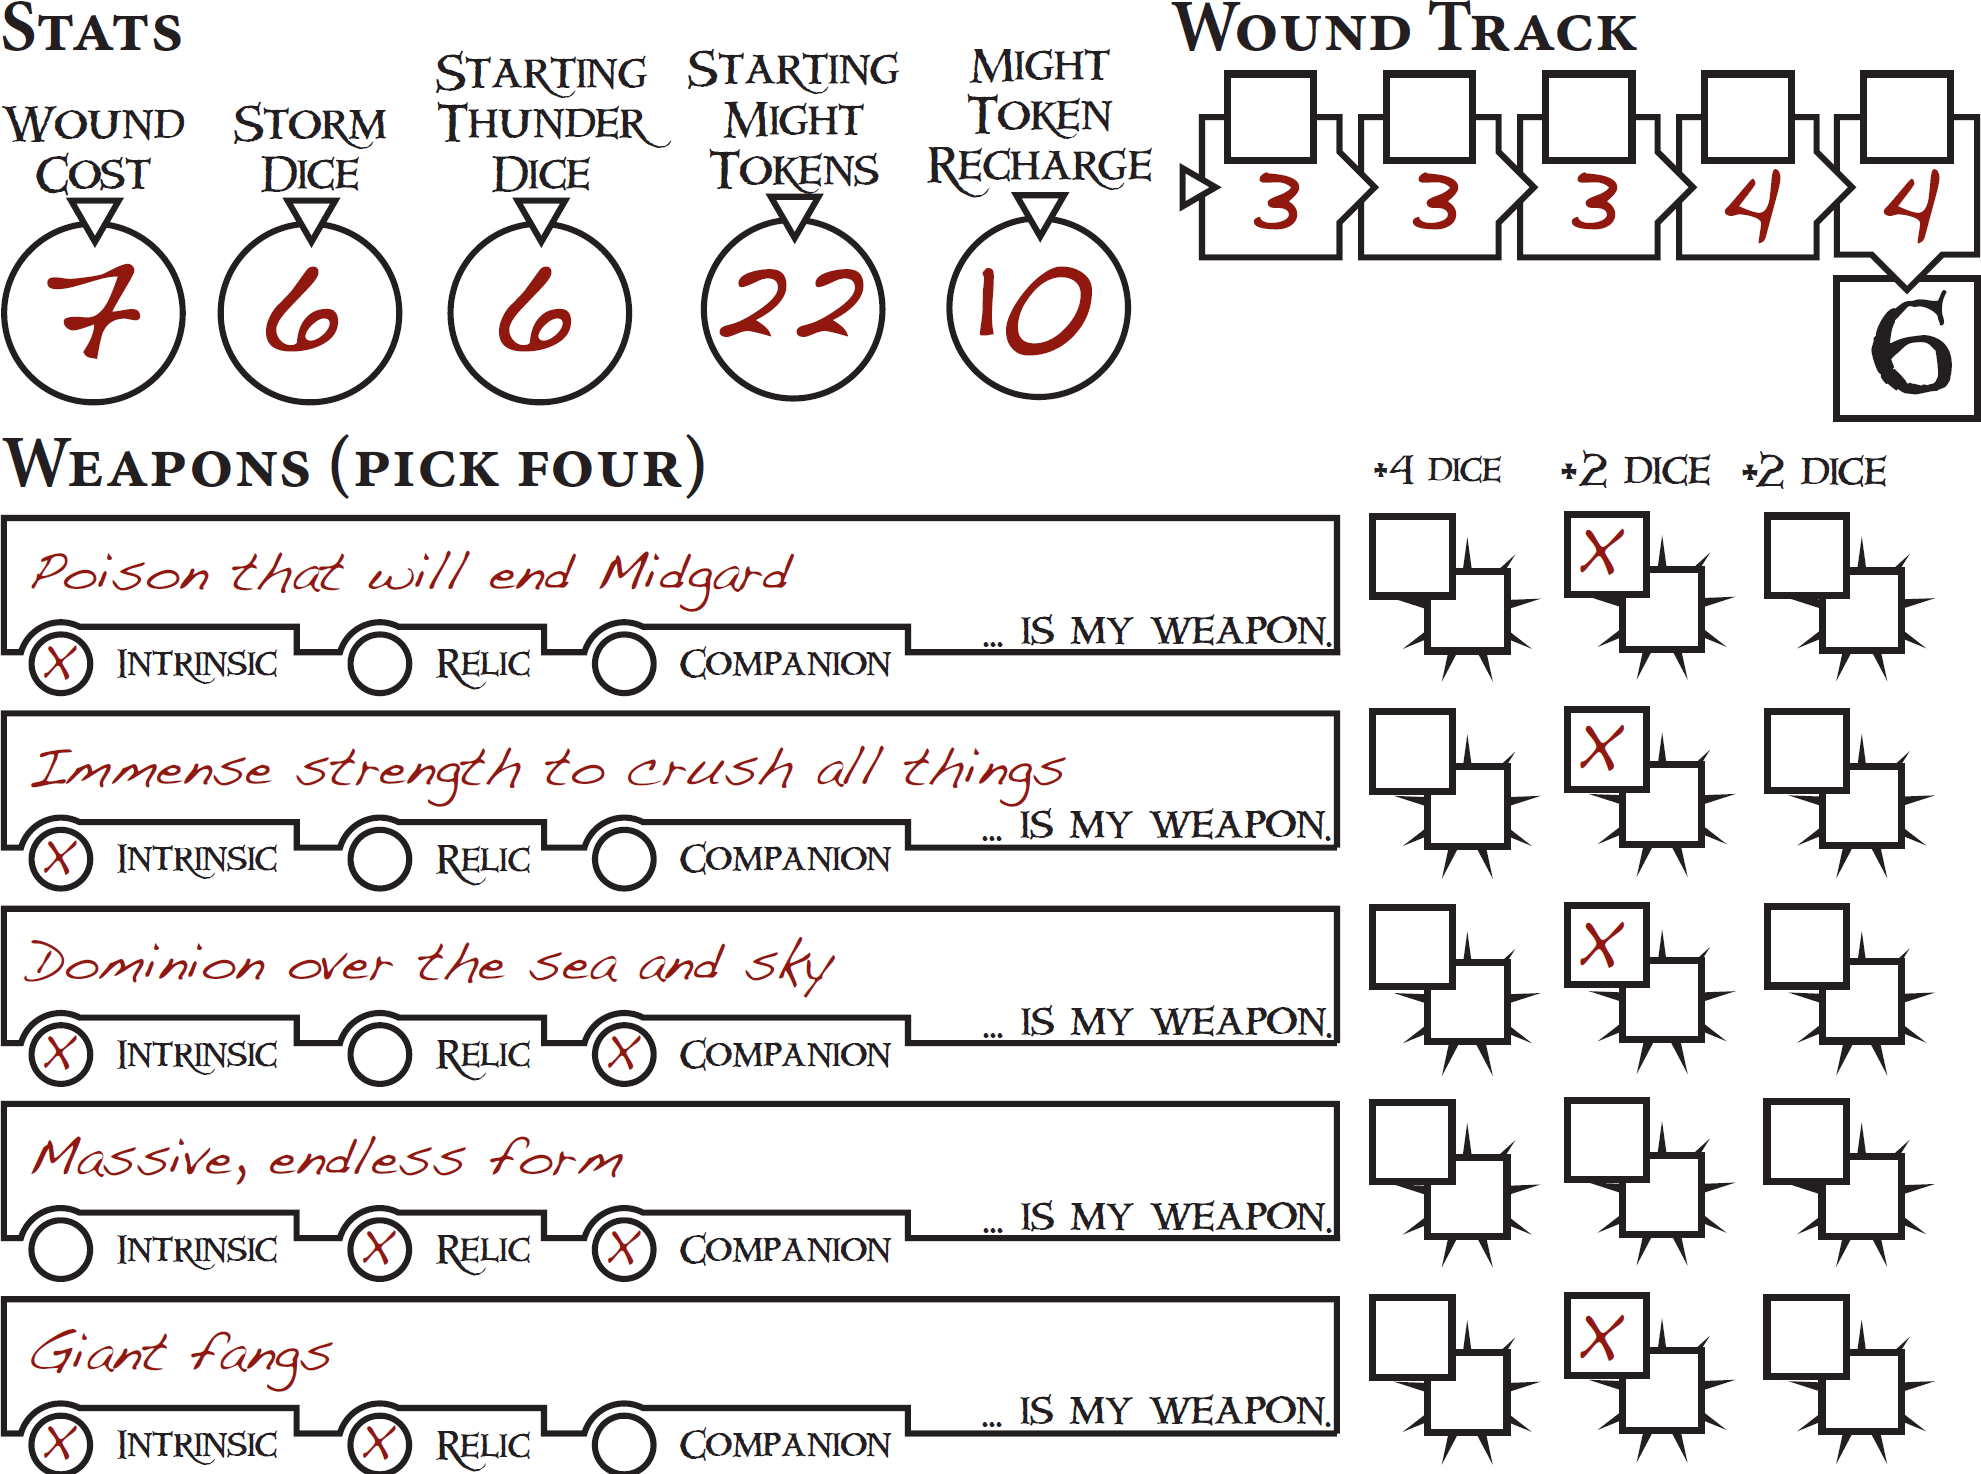 STATS
WOUND TRACK
WOUND COST
STORM DICE
STARTING THUNDER DICE
STARTING MIGHT TOKENS
MIGHT TOKEN RECHARGE
7
6
6
22
10
3
3
3
4
4
6
WEAPONS (PICK FOUR)
+4 DICE
+2 DICE
+2 DICE
Poison that will end Midgard
... IS MY WEAPON.
X INTRINSIC
RELIC
COMPANION
X
Immense strength to crush all things
... IS MY WEAPON.
X INTRINSIC
RELIC
COMPANION
X
Dominion over the sea and sky
... IS MY WEAPON.
X INTRINSIC
RELIC
X COMPANION
X
Massive, endless form
... IS MY WEAPON.
INTRINSIC
X RELIC
X COMPANION
Giant fangs
... IS MY WEAPON.
X INTRINSIC
X RELIC
COMPANION
X